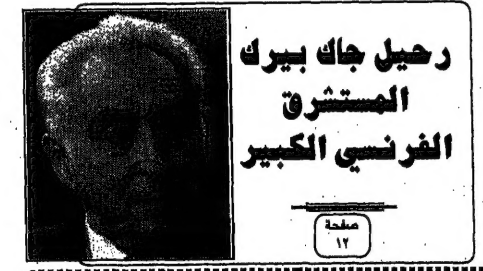 رحيل جاك بيرك
المستشرق
الفرنسي الكبير
صفحة
١٢